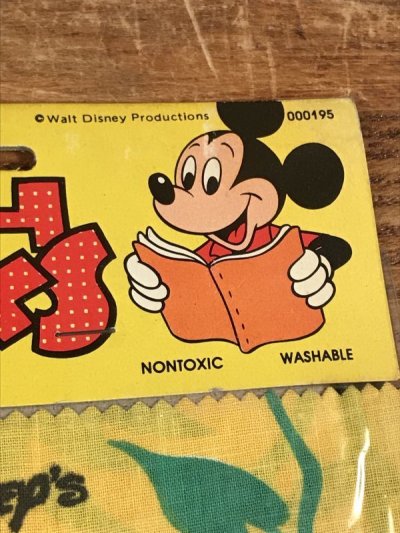 © Walt Disney Productions 000195
NONTOXIC WASHABLE